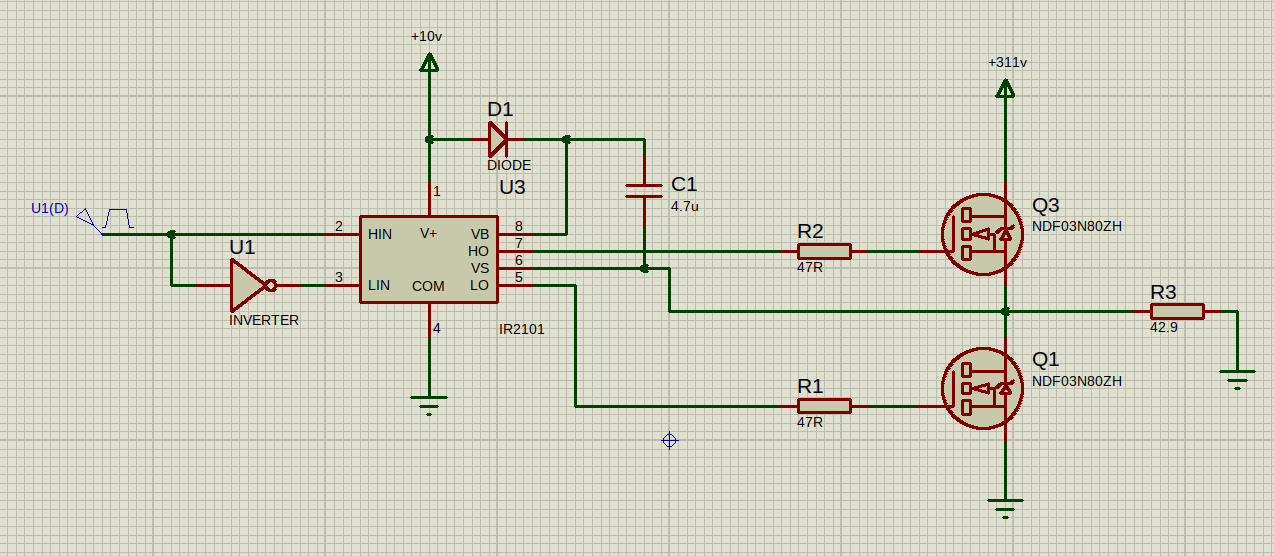 +10v
+311v
D1
DIODE
U3
1
C1
4.7u
U1(D)
2
HIN
V+
VB
8
HO
7
VS
6
LO
5
3
LIN
COM
U1
INVERTER
4
IR2101
R2
47R
Q3
NDF03N80ZH
R3
42.9
Q1
NDF03N80ZH
R1
47R